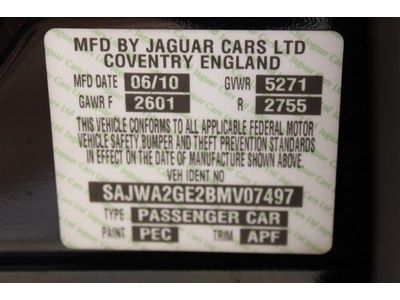 MFD BY JAGUAR CARS LTD
COVENTRY ENGLAND
MFD DATE 06/10 GVWR 5271
GAWR F 2601 R 2755
THIS VEHICLE CONFORMS TO ALL APPLICABLE FEDERAL MOTOR
VEHICLE SAFETY,BUMPER AND THEFT PREVENTION STANDARDS
IN EFFECT ON THE DATE OF MANUFACTURE SHOWN ABOVE.
VEH IDENT NO
SAJWA2GE2BMV07497
TYPE PASSENGER CAR
PAINT PEC TRIM APF